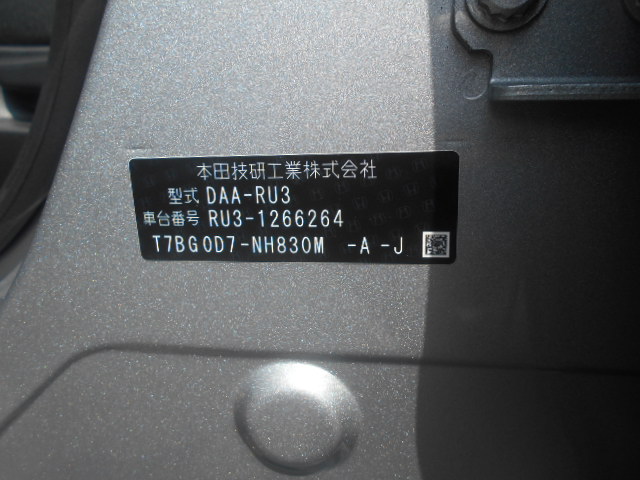 本田技研工業株式会社
型式 DAA-RU3
車台番号 RU3-1266264
T7BG0D7-NH830M -A -J